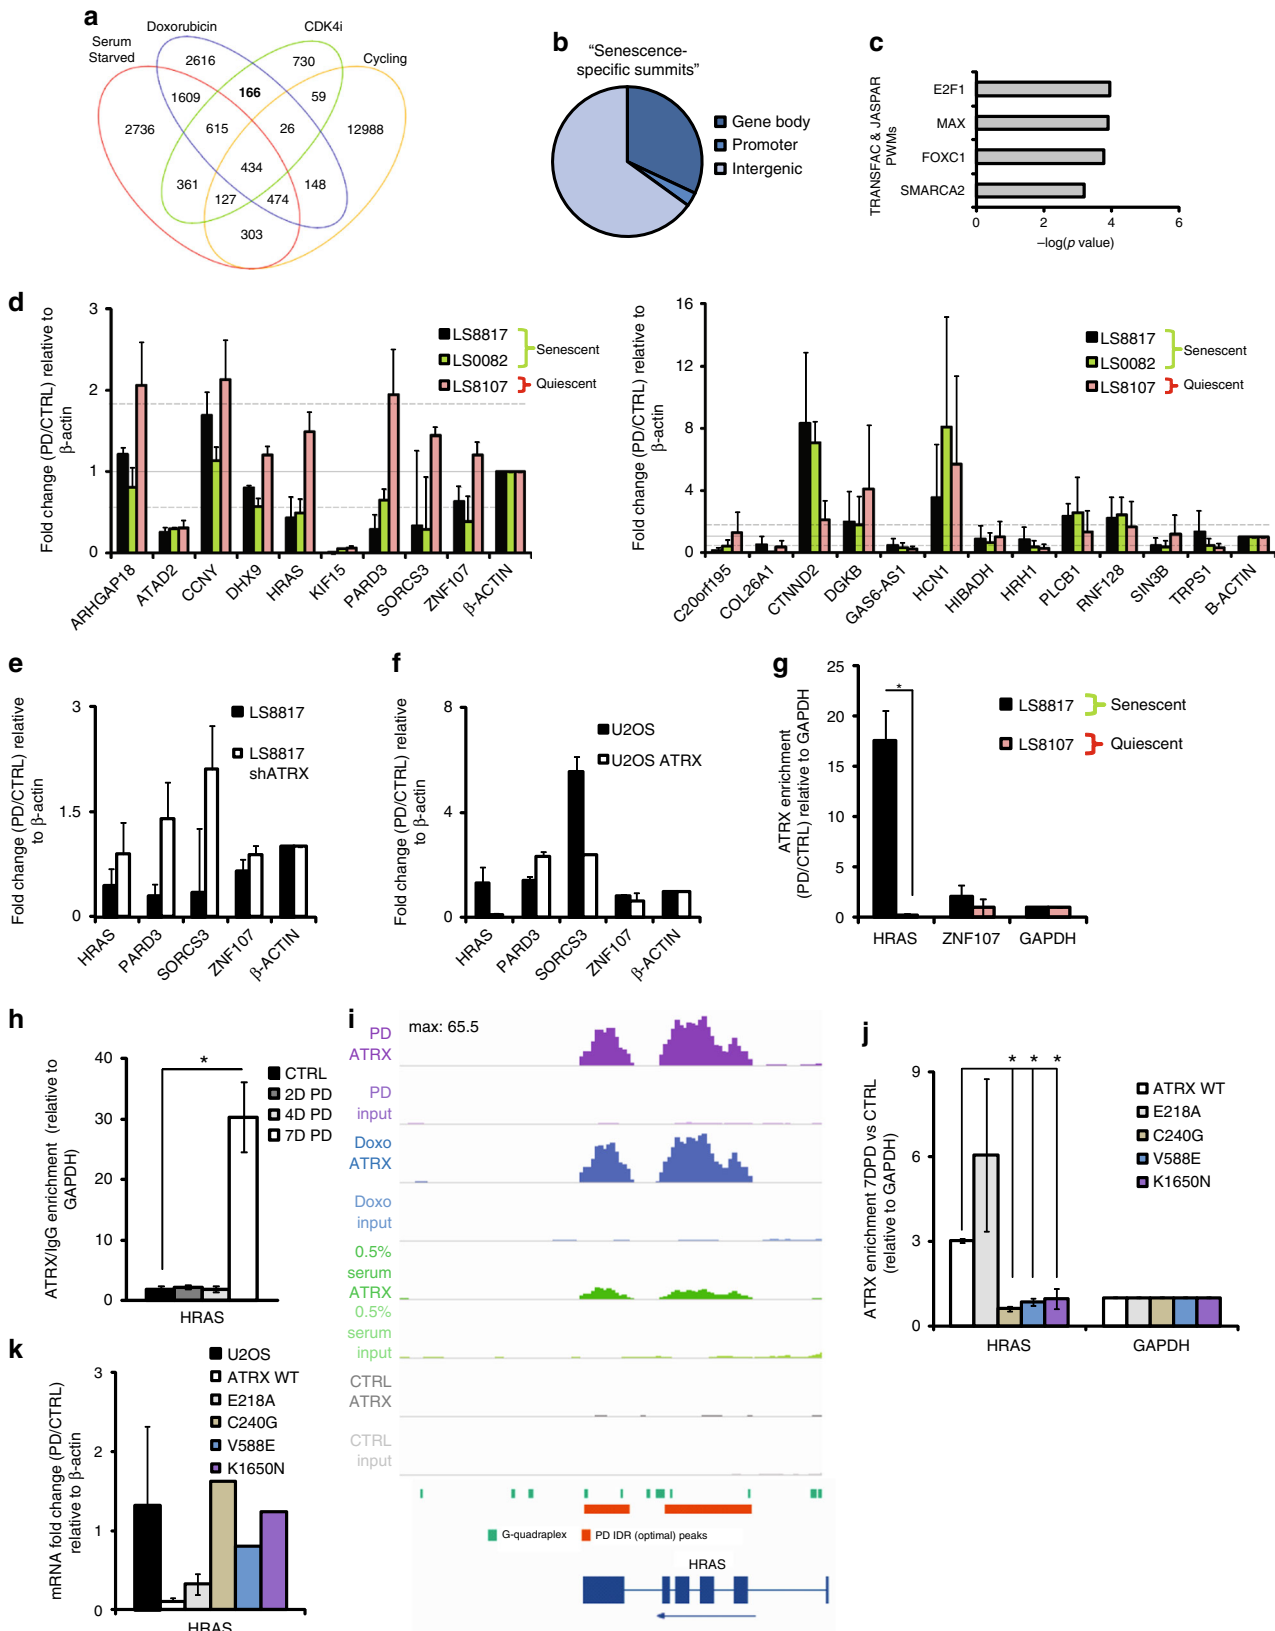 a
Serum
Starved
Doxorubicin
CDK4i
Cycling
2616
730
1609
166
59
2736
615
26
12988
434
361
148
127
474
303
b
"Senescence-
specific summits"
Gene body
Promoter
Intergenic
c
TRANSFAC & JASPAR
PWMs
E2F1
MAX
FOXC1
SMARCA2
0
2
4
6
–log(p value)
d
Fold change (PD/CTRL) relative to
β-actin
3
2
1
0
LS8817
LS0082
LS8107
Senescent
Quiescent
ARHGAP18
ATAD2
CCNY
DHX9
HRAS
KIF15
PARD3
SORCS3
ZNF107
β-ACTIN
Fold change (PD/CTRL) relative to
β-actin
16
12
8
4
0
LS8817
LS0082
LS8107
Senescent
Quiescent
C20orf195
COL26A1
CTNND2
DGKB
GAS6-AS1
HCN1
HIBADH
HRH1
PLCB1
RNF128
SIN3B
TRPS1
B-ACTIN
e
Fold change (PD/CTRL) relative
to β-actin
3
1.5
0
LS8817
LS8817
shATRX
HRAS
PARD3
SORCS3
ZNF107
β-ACTIN
f
Fold change (PD/CTRL) relative
to β-actin
8
4
0
U2OS
U2OS ATRX
HRAS
PARD3
SORCS3
ZNF107
β-ACTIN
g
ATRX enrichment
(PD/CTRL) relative to GAPDH
25
20
15
10
5
0
*
LS8817
LS8107
Senescent
Quiescent
HRAS
ZNF107
GAPDH
h
ATRX/IgG enrichment (relative to
GAPDH)
40
30
20
10
0
*
CTRL
2D PD
4D PD
7D PD
HRAS
i
max: 65.5
PD
ATRX
PD
input
Doxo
ATRX
Doxo
input
0.5%
serum
ATRX
0.5%
serum
input
CTRL
ATRX
CTRL
input
G-quadraplex
PD IDR (optimal) peaks
HRAS
j
ATRX enrichment 7DPD vs CTRL
(relative to GAPDH)
9
6
3
0
* * *
ATRX WT
E218A
C240G
V588E
K1650N
HRAS
GAPDH
k
mRNA fold change (PD/CTRL)
relative to β-actin
3
2
1
0
U2OS
ATRX WT
E218A
C240G
V588E
K1650N
HRAS